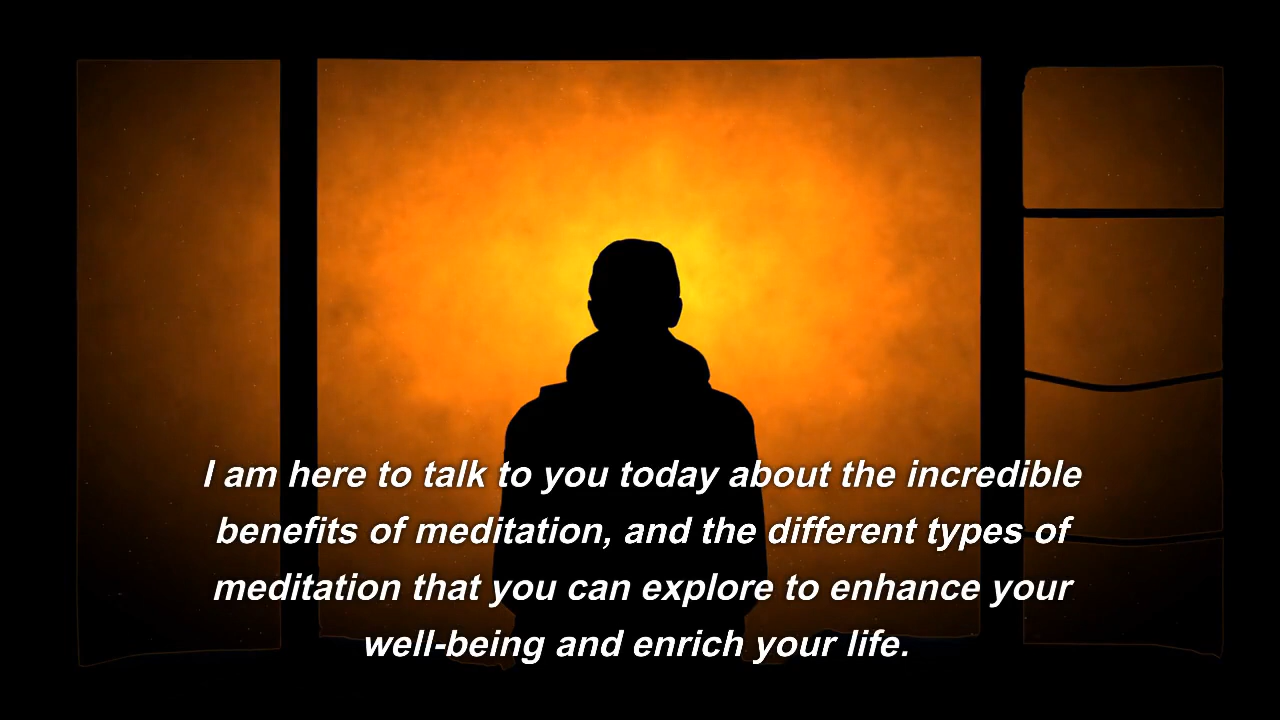 I am here to talk to you today about the incredible
benefits of meditation, and the different types of
meditation that you can explore to enhance your
well-being and enrich your life.